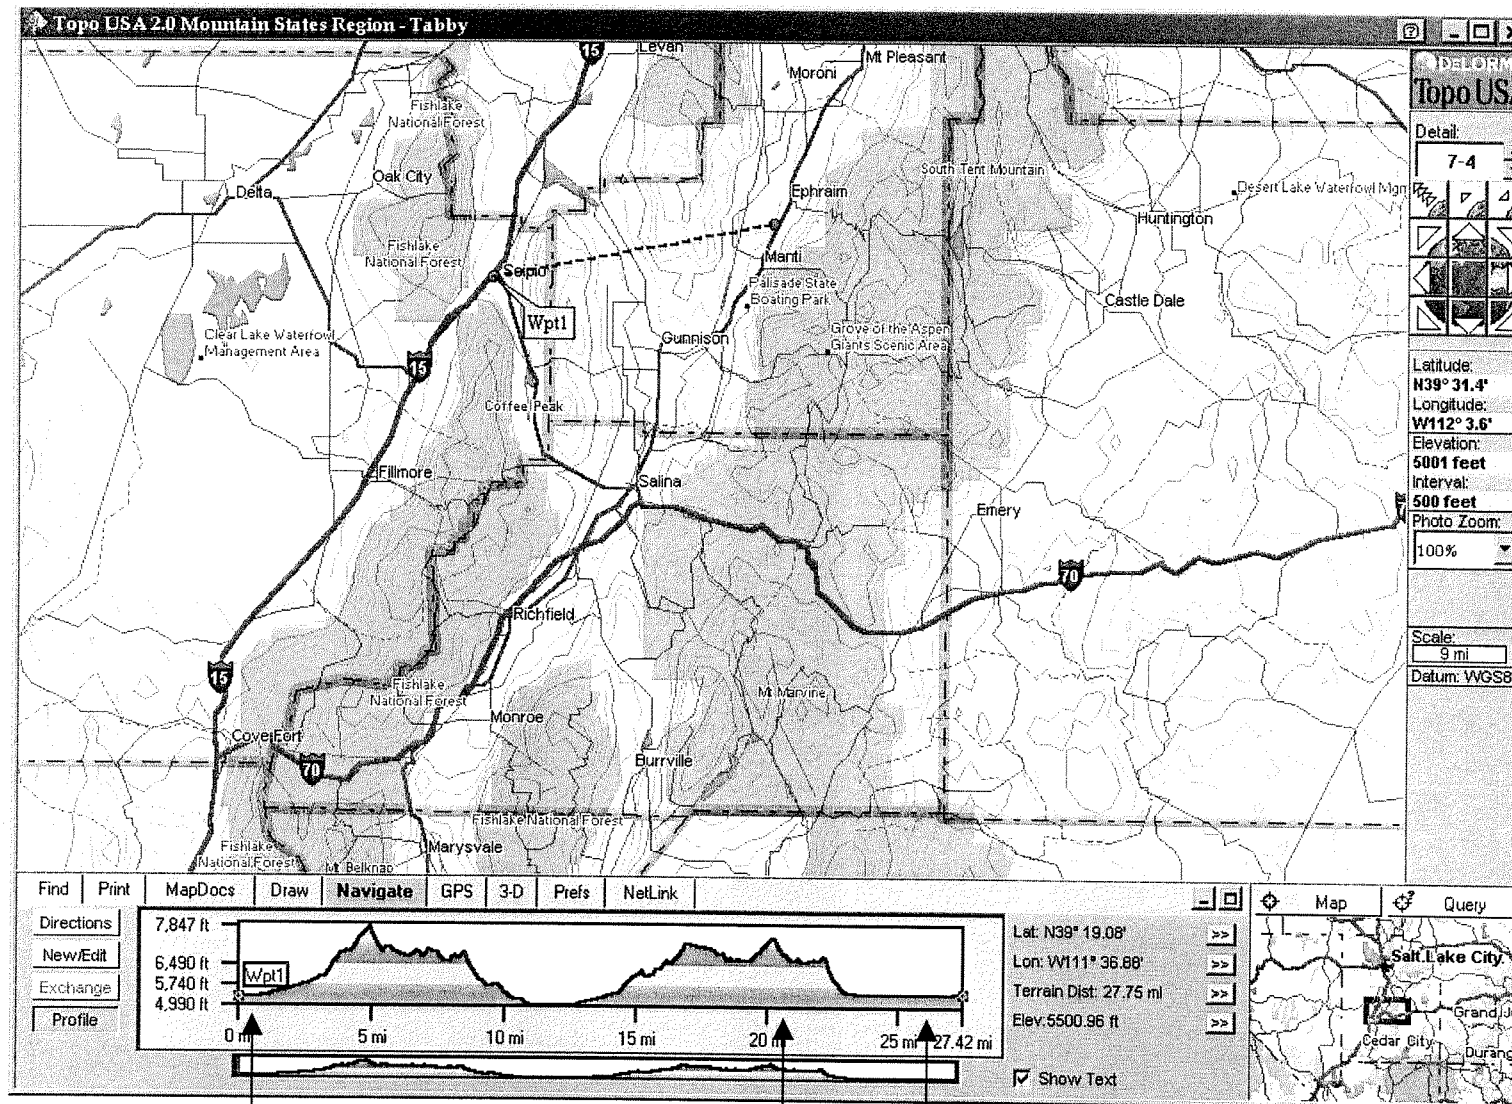 Topo USA 2.0 Mountain States Region - Tabby
15
Levan
Mt Pleasant
Moroni
Fishlake
National Forest
Oak City
Delta
Ephraim
South Tent Mountain
Desert Lake Waterfowl Mgm
Huntington
Fishlake
National Forest
Scipio
Manti
Palisade State
Boating Park
Castle Dale
Wpt1
Clear Lake Waterfowl
Management Area
Gunnison
Grove of the Aspen
Giants Scenic Area
15
Coffee Peak
Fillmore
Salina
Emery
70
Richfield
15
Fishlake
National Forest
Mt Marvine
Monroe
Cove Fort
70
Burrville
Fishlake National Forest
Marysvale
Fishlake
National Forest
Mt Belknap
DELORM
Topo US
Detail:
7-4
Latitude:
N39° 31.4'
Longitude:
W112° 3.6'
Elevation:
5001 feet
Interval:
500 feet
Photo Zoom:
100%
Scale:
9 mi
Datum: WGS8
Find Print MapDocs Draw Navigate GPS 3-D Prefs NetLink
Directions
New/Edit
Exchange
Profile
7,847 ft
6,490 ft
5,740 ft
4,990 ft
Wpt1
0 mi 5 mi 10 mi 15 mi 20 mi 25 mi 27.42 mi
Lat: N39° 19.08' >>
Lon: W111° 36.88' >>
Terrain Dist: 27.75 mi >>
Elev: 5500.96 ft >>
Show Text
Map Query
Salt Lake City
Grand J
Cedar City
Durang